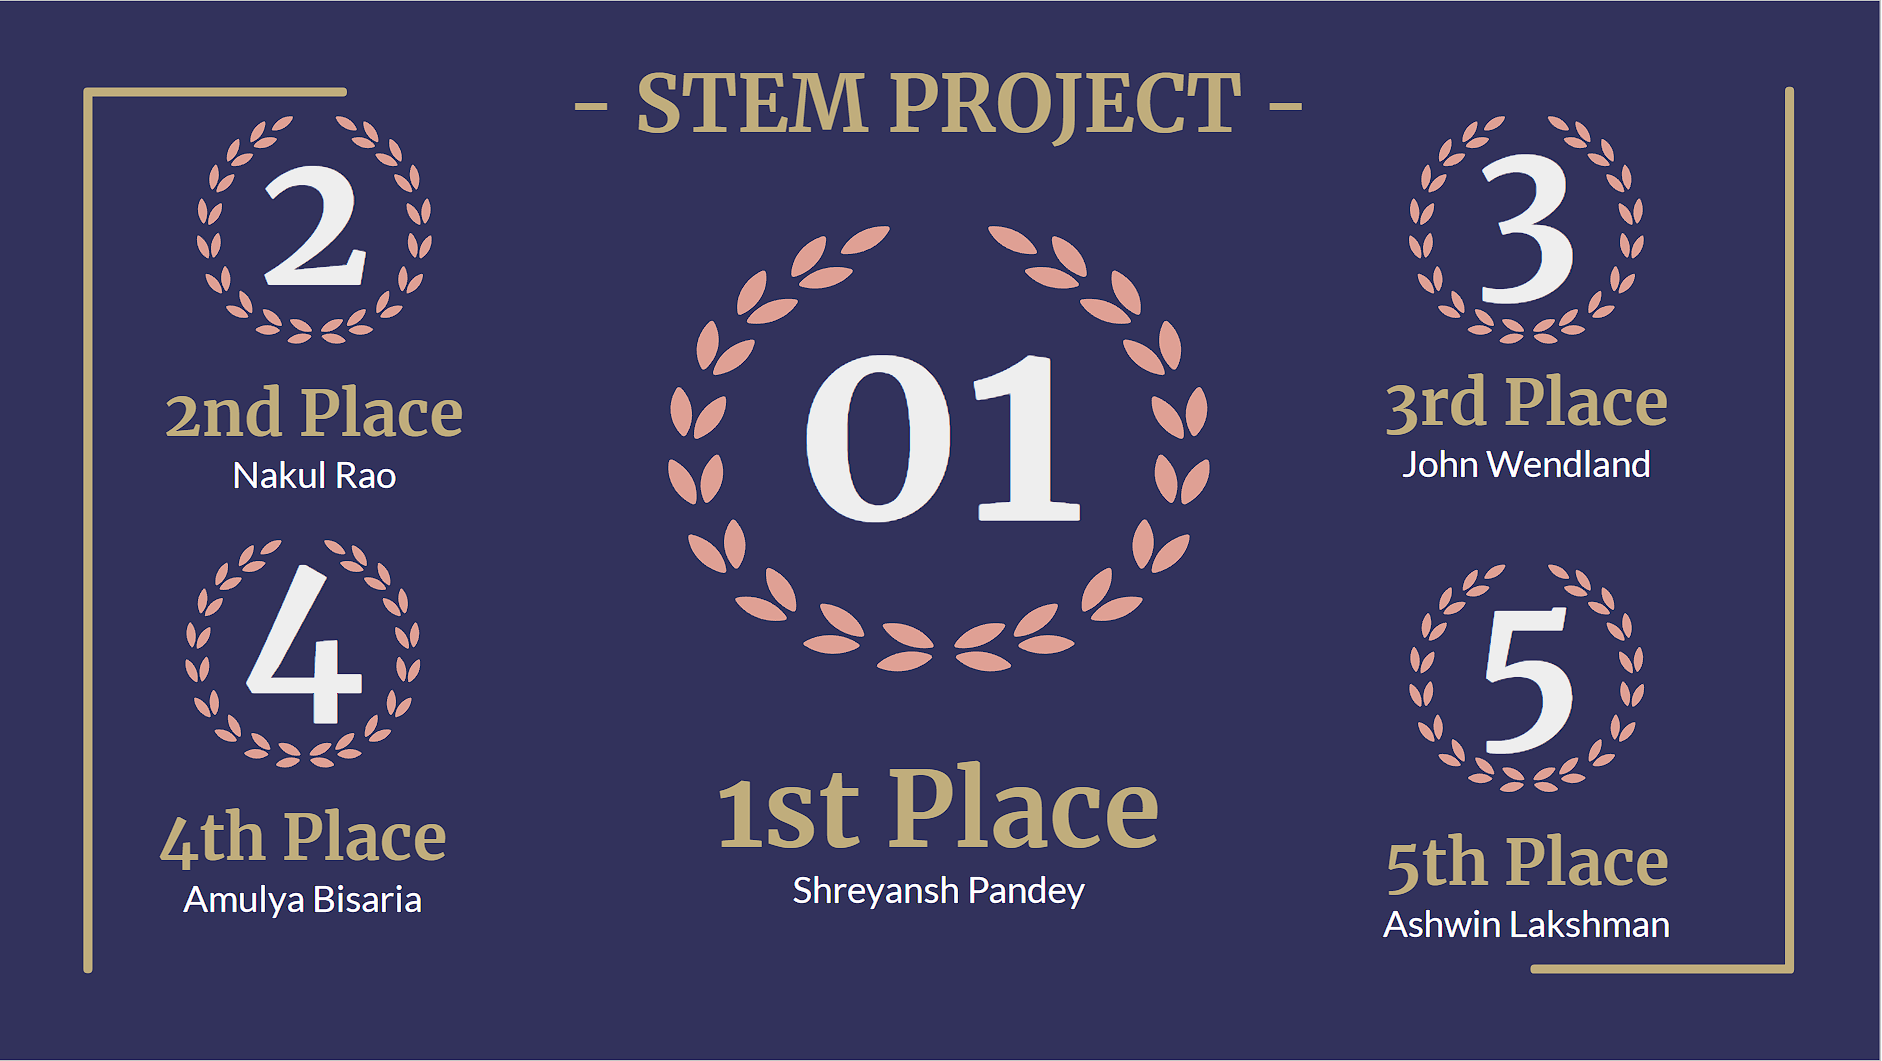 - STEM PROJECT -
2
2nd Place
Nakul Rao
01
1st Place
Shreyansh Pandey
3
3rd Place
John Wendland
4
4th Place
Amulya Bisaria
5
5th Place
Ashwin Lakshman